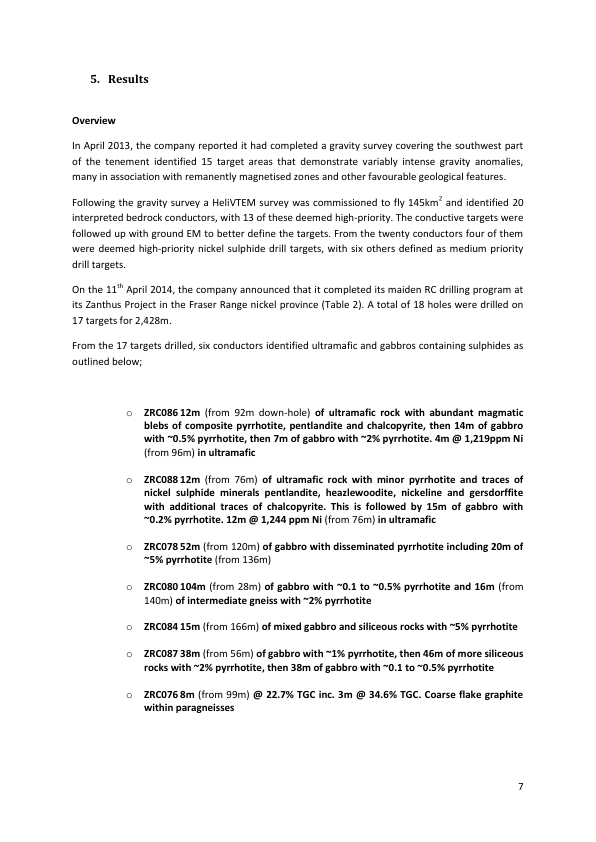 5. Results
Overview
In April 2013, the company reported it had completed a gravity survey covering the southwest part
of the tenement identified 15 target areas that demonstrate variably intense gravity anomalies,
many in association with remanently magnetised zones and other favourable geological features.
Following the gravity survey a HeliVTEM survey was commissioned to fly 145km² and identified 20
interpreted bedrock conductors, with 13 of these deemed high-priority. The conductive targets were
followed up with ground EM to better define the targets. From the twenty conductors four of them
were deemed high-priority nickel sulphide drill targets, with six others defined as medium priority
drill targets.
On the 11th April 2014, the company announced that it completed its maiden RC drilling program at
its Zanthus Project in the Fraser Range nickel province (Table 2). A total of 18 holes were drilled on
17 targets for 2,428m.
From the 17 targets drilled, six conductors identified ultramafic and gabbros containing sulphides as
outlined below;
o ZRC086 12m (from 92m down-hole) of ultramafic rock with abundant magmatic
blebs of composite pyrrhotite, pentlandite and chalcopyrite, then 14m of gabbro
with ~0.5% pyrrhotite, then 7m of gabbro with ~2% pyrrhotite. 4m @ 1,219ppm Ni
(from 96m) in ultramafic
o ZRC088 12m (from 76m) of ultramafic rock with minor pyrrhotite and traces of
nickel sulphide minerals pentlandite, heazlewoodite, nickeline and gersdorffite
with additional traces of chalcopyrite. This is followed by 15m of gabbro with
~0.2% pyrrhotite. 12m @ 1,244 ppm Ni (from 76m) in ultramafic
o ZRC078 52m (from 120m) of gabbro with disseminated pyrrhotite including 20m of
~5% pyrrhotite (from 136m)
o ZRC080 104m (from 28m) of gabbro with ~0.1 to ~0.5% pyrrhotite and 16m (from
140m) of intermediate gneiss with ~2% pyrrhotite
o ZRC084 15m (from 166m) of mixed gabbro and siliceous rocks with ~5% pyrrhotite
o ZRC087 38m (from 56m) of gabbro with ~1% pyrrhotite, then 46m of more siliceous
rocks with ~2% pyrrhotite, then 38m of gabbro with ~0.1 to ~0.5% pyrrhotite
o ZRC076 8m (from 99m) @ 22.7% TGC inc. 3m @ 34.6% TGC. Coarse flake graphite
within paragneisses
7